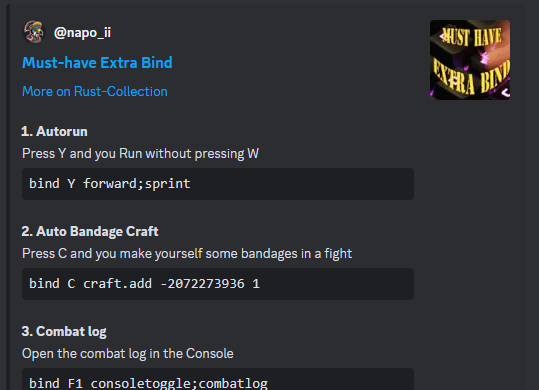 @napo_ii
Must-have Extra Bind
More on Rust-Collection
MUST HAVE
EXTRA BIND
1. Autorun
Press Y and you Run without pressing W
bind Y forward;sprint
2. Auto Bandage Craft
Press C and you make yourself some bandages in a fight
bind C craft.add -2072273936 1
3. Combat log
Open the combat log in the Console
bind F1 consoletoggle;combatlog